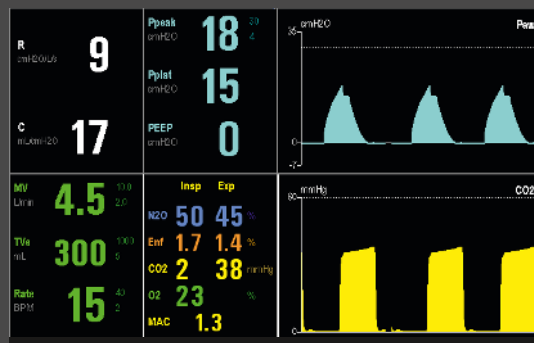 R
cmH2O/L/s
9
C
mL/cmH2O
17
Ppeak
cmH2O
18
30
4
Pplat
cmH2O
15
PEEP
cmH2O
0
35
cmH2O
Paw
0
-7
MV
L/min
4.5
10.0
2.0
TVe
mL
300
1000
5
Rate
BPM
15
40
2
Insp Exp
N2O 50 45 %
Enf 1.7 1.4 %
CO2 2 38 mmHg
O2 23 %
MAC 1.3
mmHg
CO2
0